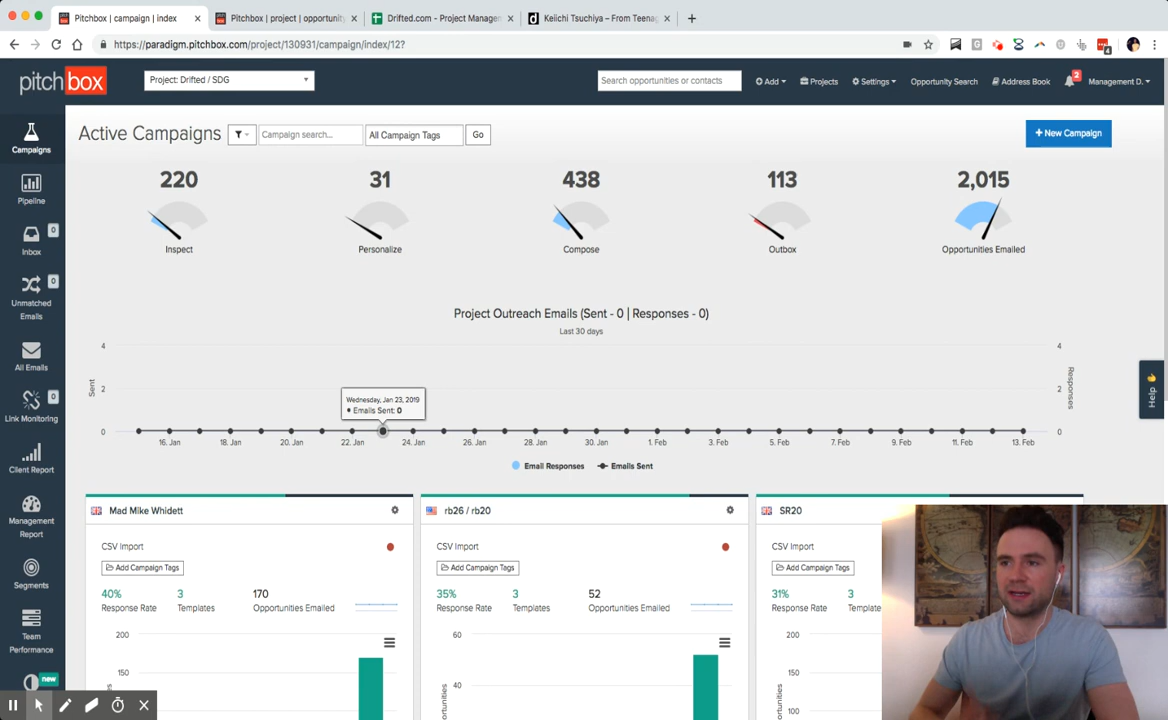 Pitchbox | campaign | index
Pitchbox | project | opportunity
Drifted.com - Project Managem
Keiichi Tsuchiya – From Teenag
https://paradigm.pitchbox.com/project/130931/campaign/index/12?
4
pitchbox
Project: Drifted / SDG
Search opportunities or contacts
Add
Projects
Settings
Opportunity Search
Address Book
2
Management D.
Campaigns
Pipeline
Inbox
0
Unmatched
Emails
0
All Emails
Link Monitoring
0
Client Report
Management
Report
Segments
Team
Performance
new
Active Campaigns
Campaign search...
All Campaign Tags
Go
+ New Campaign
220
31
438
113
2,015
Inspect
Personalize
Compose
Outbox
Opportunities Emailed
Project Outreach Emails (Sent - 0 | Responses - 0)
Last 30 days
4
2
0
Sent
4
2
0
Responses
Wednesday, Jan 23, 2019
Emails Sent: 0
16. Jan
18. Jan
20. Jan
22. Jan
24. Jan
26. Jan
28. Jan
30. Jan
1. Feb
3. Feb
5. Feb
7. Feb
9. Feb
11. Feb
13. Feb
Email Responses
Emails Sent
Help
Mad Mike Whidett
CSV Import
Add Campaign Tags
40%
Response Rate
3
Templates
170
Opportunities Emailed
200
150
rb26 / rb20
CSV Import
Add Campaign Tags
35%
Response Rate
3
Templates
52
Opportunities Emailed
60
40
SR20
CSV Import
Add Campaign Tags
31%
Response Rate
3
Template
200
150
100